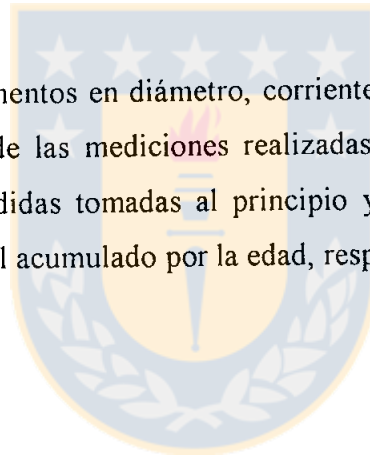 mentos en diámetro, corriente
de las mediciones realizadas
didas tomadas al principio y
l acumulado por la edad, resp